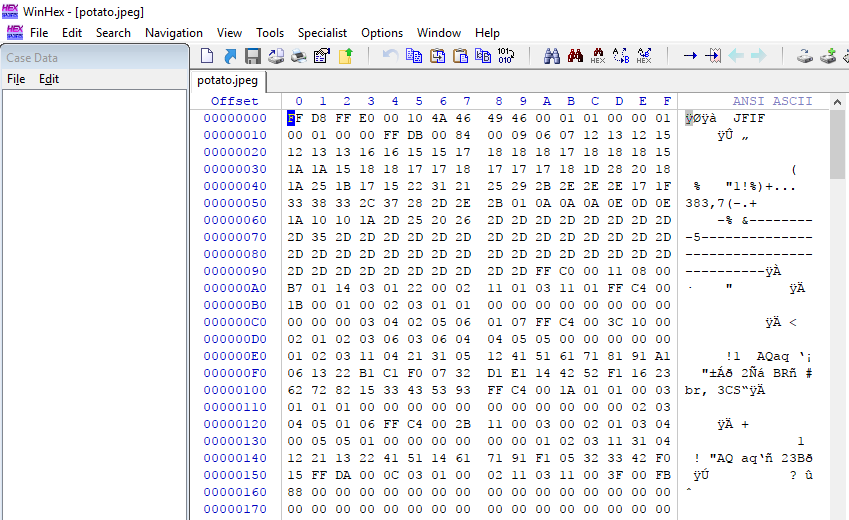 WinHex - [potato.jpeg]
File Edit Search Navigation View Tools Specialist Options Window Help
Case Data
File Edit
potato.jpeg
Offset 0 1 2 3 4 5 6 7 8 9 A B C D E F ANSI ASCII
00000000 FF D8 FF E0 00 10 4A 46 49 46 00 01 01 00 00 01 ÿØÿà JFIF
00000010 00 01 00 00 FF DB 00 84 00 09 06 07 12 13 12 15 ÿÛ „
00000020 12 13 13 16 16 15 15 17 18 18 18 17 18 18 18 15
00000030 1A 1A 15 18 18 17 17 18 17 17 17 18 1D 28 20 18 (
00000040 1A 25 1B 17 15 22 31 21 25 29 2B 2E 2E 2E 17 1F % "1!%)+...
00000050 33 38 33 2C 37 28 2D 2E 2B 01 0A 0A 0A 0E 0D 0E 383,7(-.+
00000060 1A 10 10 1A 2D 25 20 26 2D 2D 2D 2D 2D 2D 2D 2D -% &--------
00000070 2D 35 2D 2D 2D 2D 2D 2D 2D 2D 2D 2D 2D 2D 2D 2D -5--------------
00000080 2D 2D 2D 2D 2D 2D 2D 2D 2D 2D 2D 2D 2D 2D 2D 2D ----------------
00000090 2D 2D 2D 2D 2D 2D 2D 2D 2D 2D FF C0 00 11 08 00 ----------ÿÀ
000000A0 B7 01 14 03 01 22 00 02 11 01 03 11 01 FF C4 00 · " ÿÄ
000000B0 1B 00 01 00 02 03 01 01 00 00 00 00 00 00 00 00
000000C0 00 00 00 03 04 02 05 06 01 07 FF C4 00 3C 10 00 ÿÄ <
000000D0 02 01 02 03 06 03 06 04 04 05 05 00 00 00 00 00
000000E0 01 02 03 11 04 21 31 05 12 41 51 61 71 81 91 A1 !1 AQaq ‘¡
000000F0 06 13 22 B1 C1 F0 07 32 D1 E1 14 42 52 F1 16 23 "±Áð 2Ñá BRñ #
00000100 62 72 82 15 33 43 53 93 FF C4 00 1A 01 01 00 03 br‚ 3CS“ÿÄ
00000110 01 01 01 00 00 00 00 00 00 00 00 00 00 00 02 03
00000120 04 05 01 06 FF C4 00 2B 11 00 03 00 02 01 03 04 ÿÄ +
00000130 00 05 05 01 00 00 00 00 00 00 01 02 03 11 31 04 1
00000140 12 21 13 22 41 51 14 61 71 91 F1 05 32 33 42 F0 ! "AQ aq‘ñ 23Bð
00000150 15 FF DA 00 0C 03 01 00 02 11 03 11 00 3F 00 FB ÿÚ ? û
00000160 88 00 00 00 00 00 00 00 00 00 00 00 00 00 00 00 ˆ
00000170 00 00 00 00 00 00 00 00 00 00 00 00 00 00 00 00